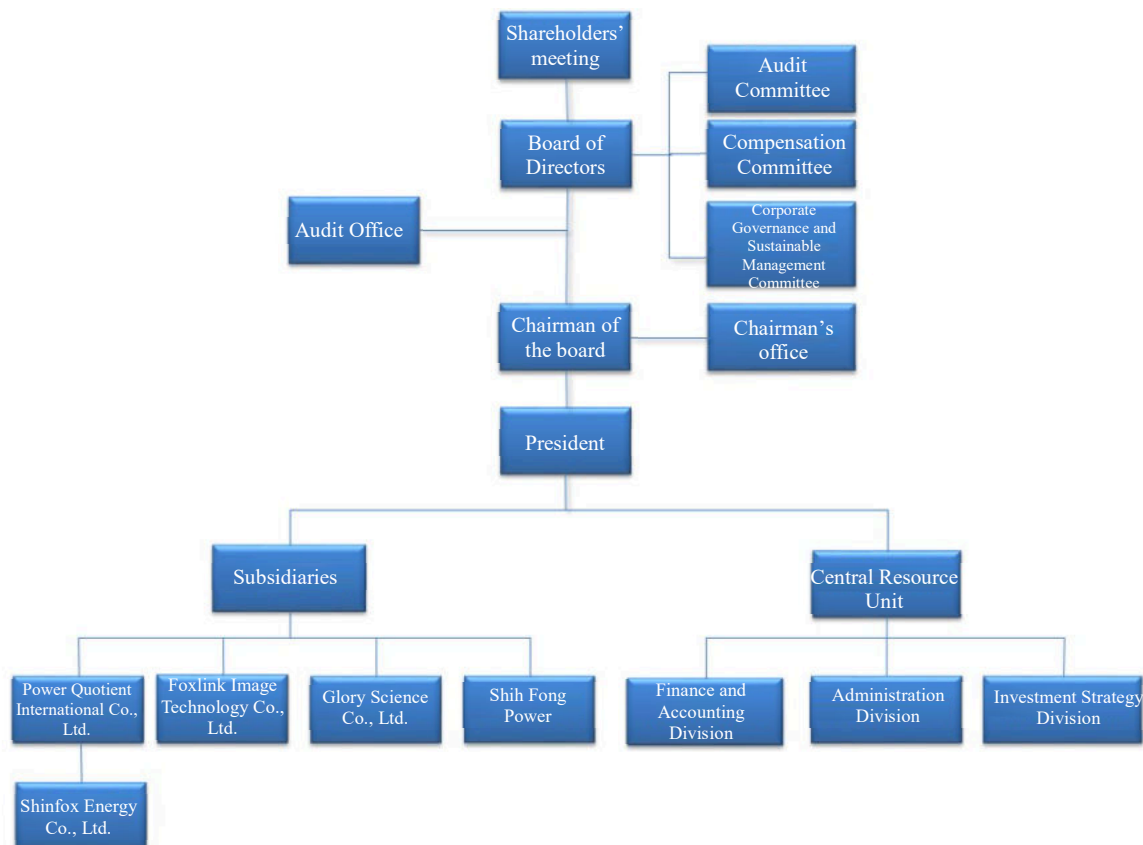 Shareholders’
meeting
Audit
Committee
Board of
Directors
Compensation
Committee
Audit Office
Corporate
Governance and
Sustainable
Management
Committee
Chairman of
the board
Chairman’s
office
President
Subsidiaries
Central Resource
Unit
Power Quotient
International Co.,
Ltd.
Foxlink Image
Technology Co.,
Ltd.
Glory Science
Co., Ltd.
Shih Fong
Power
Finance and
Accounting
Division
Administration
Division
Investment Strategy
Division
Shinfox Energy
Co., Ltd.